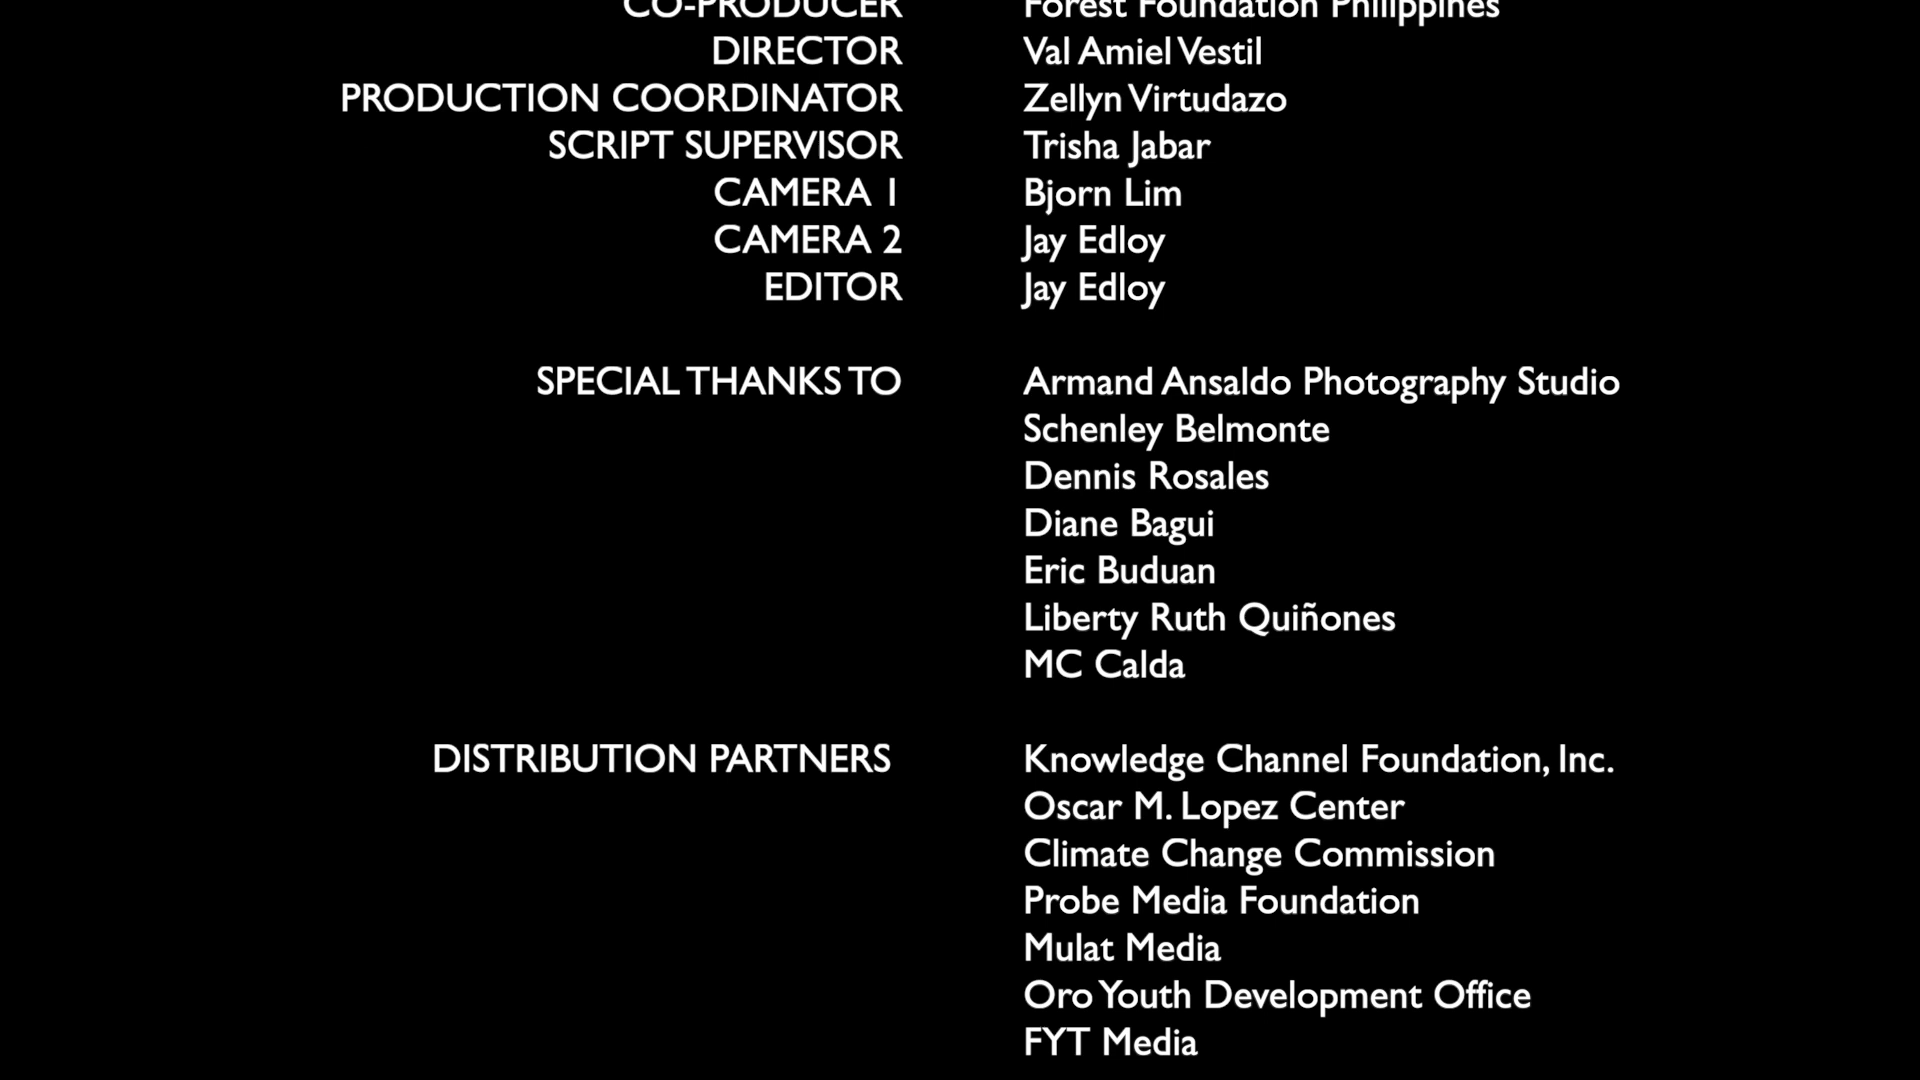 CO-PRODUCER Forest Foundation Philippines
DIRECTOR Val Amiel Vestil
PRODUCTION COORDINATOR Zellyn Virtudazo
SCRIPT SUPERVISOR Trisha Jabar
CAMERA 1 Bjorn Lim
CAMERA 2 Jay Edloy
EDITOR Jay Edloy
SPECIAL THANKS TO Armand Ansaldo Photography Studio
Schenley Belmonte
Dennis Rosales
Diane Bagui
Eric Buduan
Liberty Ruth Quiñones
MC Calda
DISTRIBUTION PARTNERS Knowledge Channel Foundation, Inc.
Oscar M. Lopez Center
Climate Change Commission
Probe Media Foundation
Mulat Media
Oro Youth Development Office
FYT Media